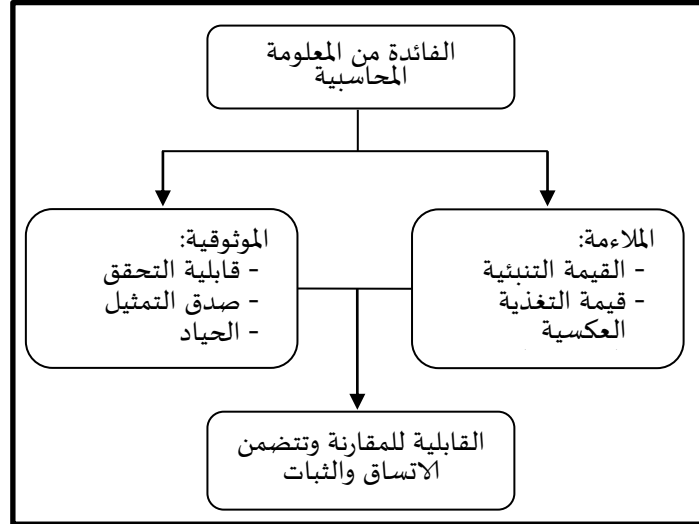 الفائدة من المعلومة
المحاسبية
الملاءمة:
- القيمة التنبئية
- قيمة التغذية
العكسية
الموثوقية:
- قابلية التحقق
- صدق التمثيل
- الحياد
القابلية للمقارنة وتتضمن
الاتساق والثبات